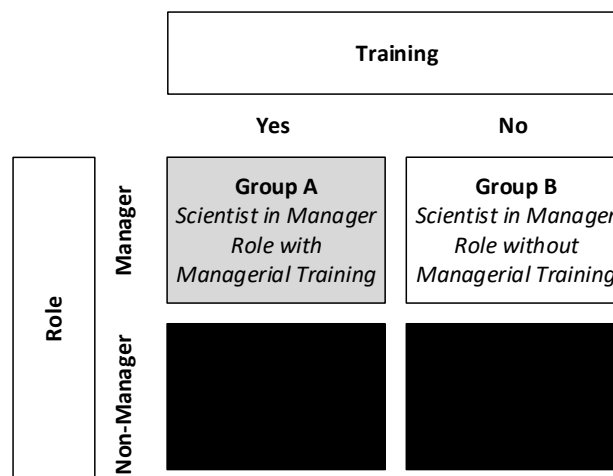 Training
Yes
No
Role
Manager
Group A
Scientist in Manager
Role with
Managerial Training
Group B
Scientist in Manager
Role without
Managerial Training
Non-Manager